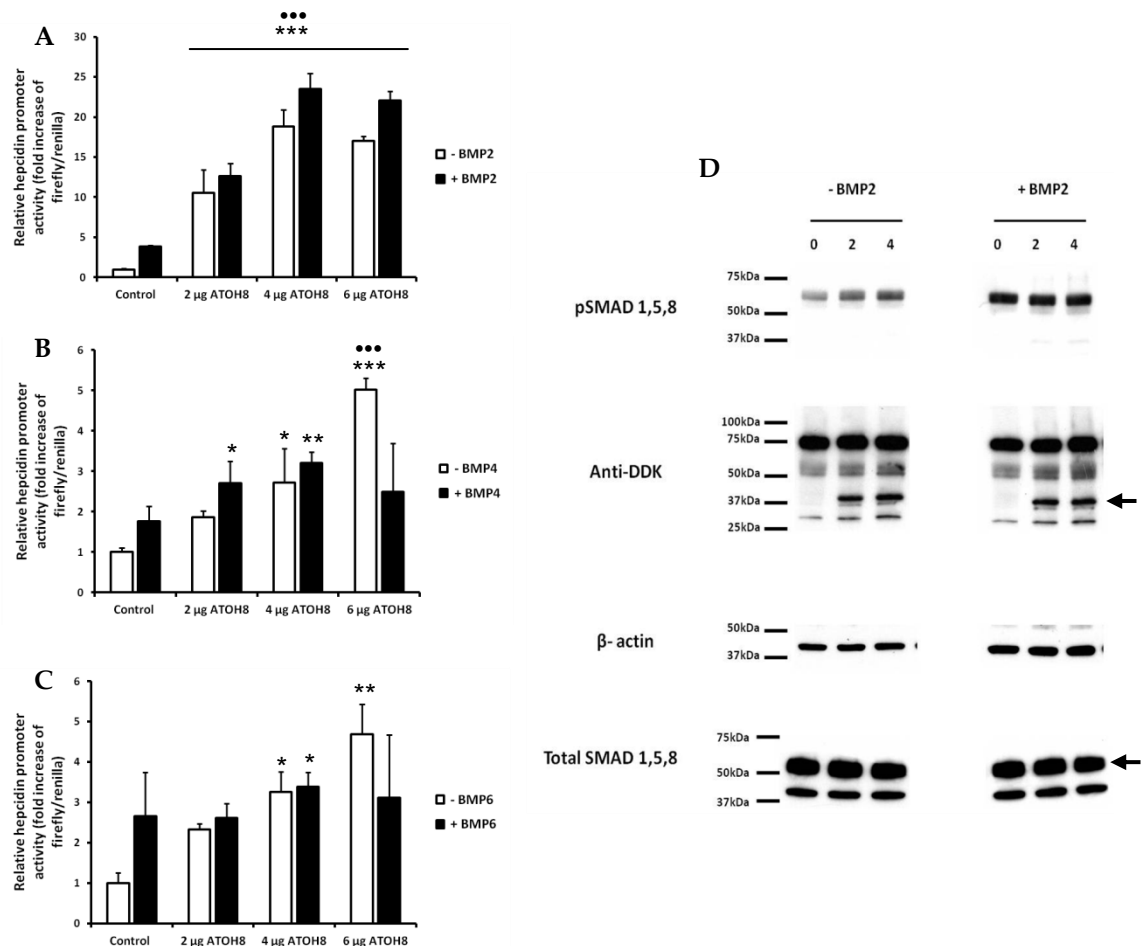 A
●●●
***
30
25
20
15
10
5
0
Relative hepcidin promoter
activity (fold increase of
firefly/renilla)
Control
2 µg ATOH8
4 µg ATOH8
6 µg ATOH8
- BMP2
+ BMP2
B
●●●
***
*
*
**
6
5
4
3
2
1
0
Relative hepcidin promoter
activity (fold increase of
firefly/renilla)
Control
2 µg ATOH8
4 µg ATOH8
6 µg ATOH8
- BMP4
+ BMP4
C
**
*
*
6
5
4
3
2
1
0
Relative hepcidin promoter
activity (fold increase of
firefly/renilla)
Control
2 µg ATOH8
4 µg ATOH8
6 µg ATOH8
- BMP6
+ BMP6
D
- BMP2
+ BMP2
0 2 4
0 2 4
pSMAD 1,5,8
75kDa
50kDa
37kDa
Anti-DDK
100kDa
75kDa
50kDa
37kDa
25kDa
β- actin
50kDa
37kDa
Total SMAD 1,5,8
75kDa
50kDa
37kDa